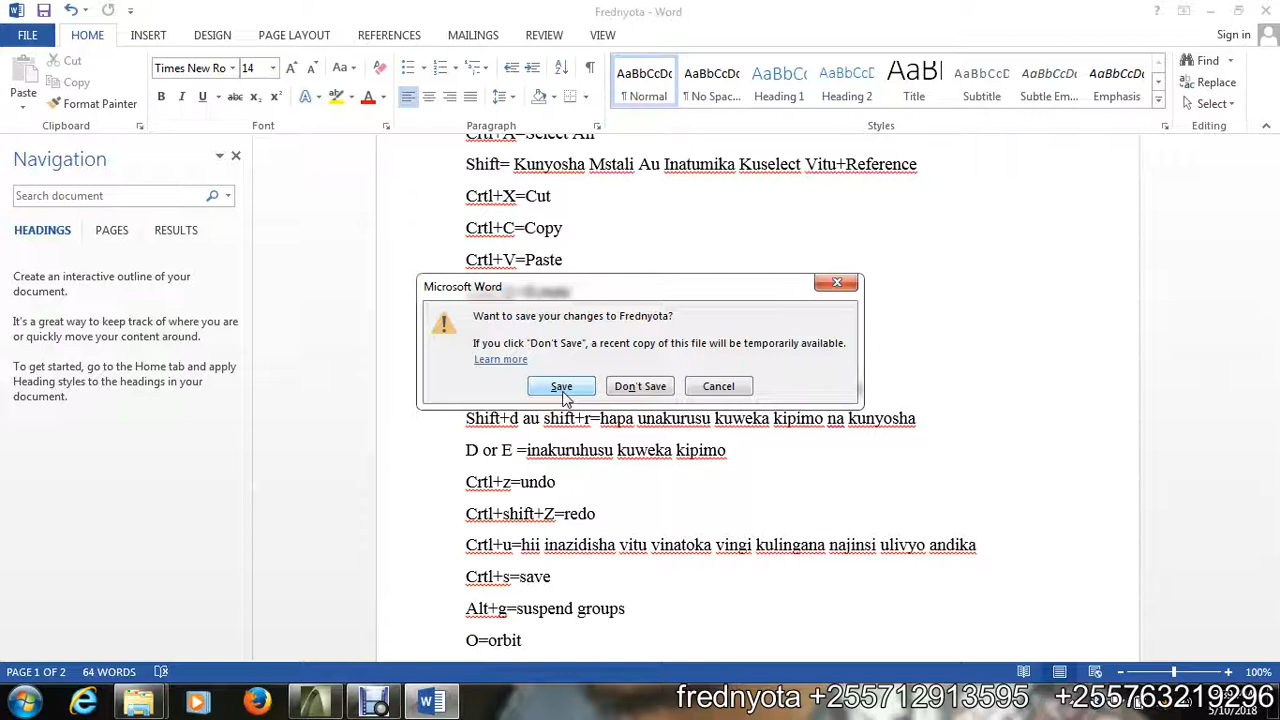 Frednyota - Word
FILE HOME INSERT DESIGN PAGE LAYOUT REFERENCES MAILINGS REVIEW VIEW Sign in
Paste
Cut
Copy
Format Painter
Clipboard
Times New Ro 14
Font
Paragraph
AaBbCcDc AaBbCcDc AaBbC( AaBbCc AaBl AaBbCcD AaBbCcDc AaBbCcDc
¶ Normal ¶ No Spac... Heading 1 Heading 2 Title Subtitle Subtle Em... Emphasis
Styles
Find
Replace
Select
Editing
Navigation
Search document
HEADINGS PAGES RESULTS
Create an interactive outline of your
document.
It's a great way to keep track of where you are
or quickly move your content around.
To get started, go to the Home tab and apply
Heading styles to the headings in your
document.
Crtl+A=Select All
Shift= Kunyosha Mstali Au Inatumika Kuselect Vitu+Reference
Crtl+X=Cut
Crtl+C=Copy
Crtl+V=Paste
Microsoft Word
Want to save your changes to Frednyota?
If you click "Don't Save", a recent copy of this file will be temporarily available.
Learn more
Save Don't Save Cancel
Shift+d au shift+r=hapa unakurusu kuweka kipimo na kunyosha
D or E =inakuruhusu kuweka kipimo
Crtl+z=undo
Crtl+shift+Z=redo
Crtl+u=hii inazidisha vitu vinatoka vingi kulingana najinsi ulivyo andika
Crtl+s=save
Alt+g=suspend groups
O=orbit
PAGE 1 OF 2 64 WORDS 100%
frednyota +255712913595 +255763219296
5/10/2018